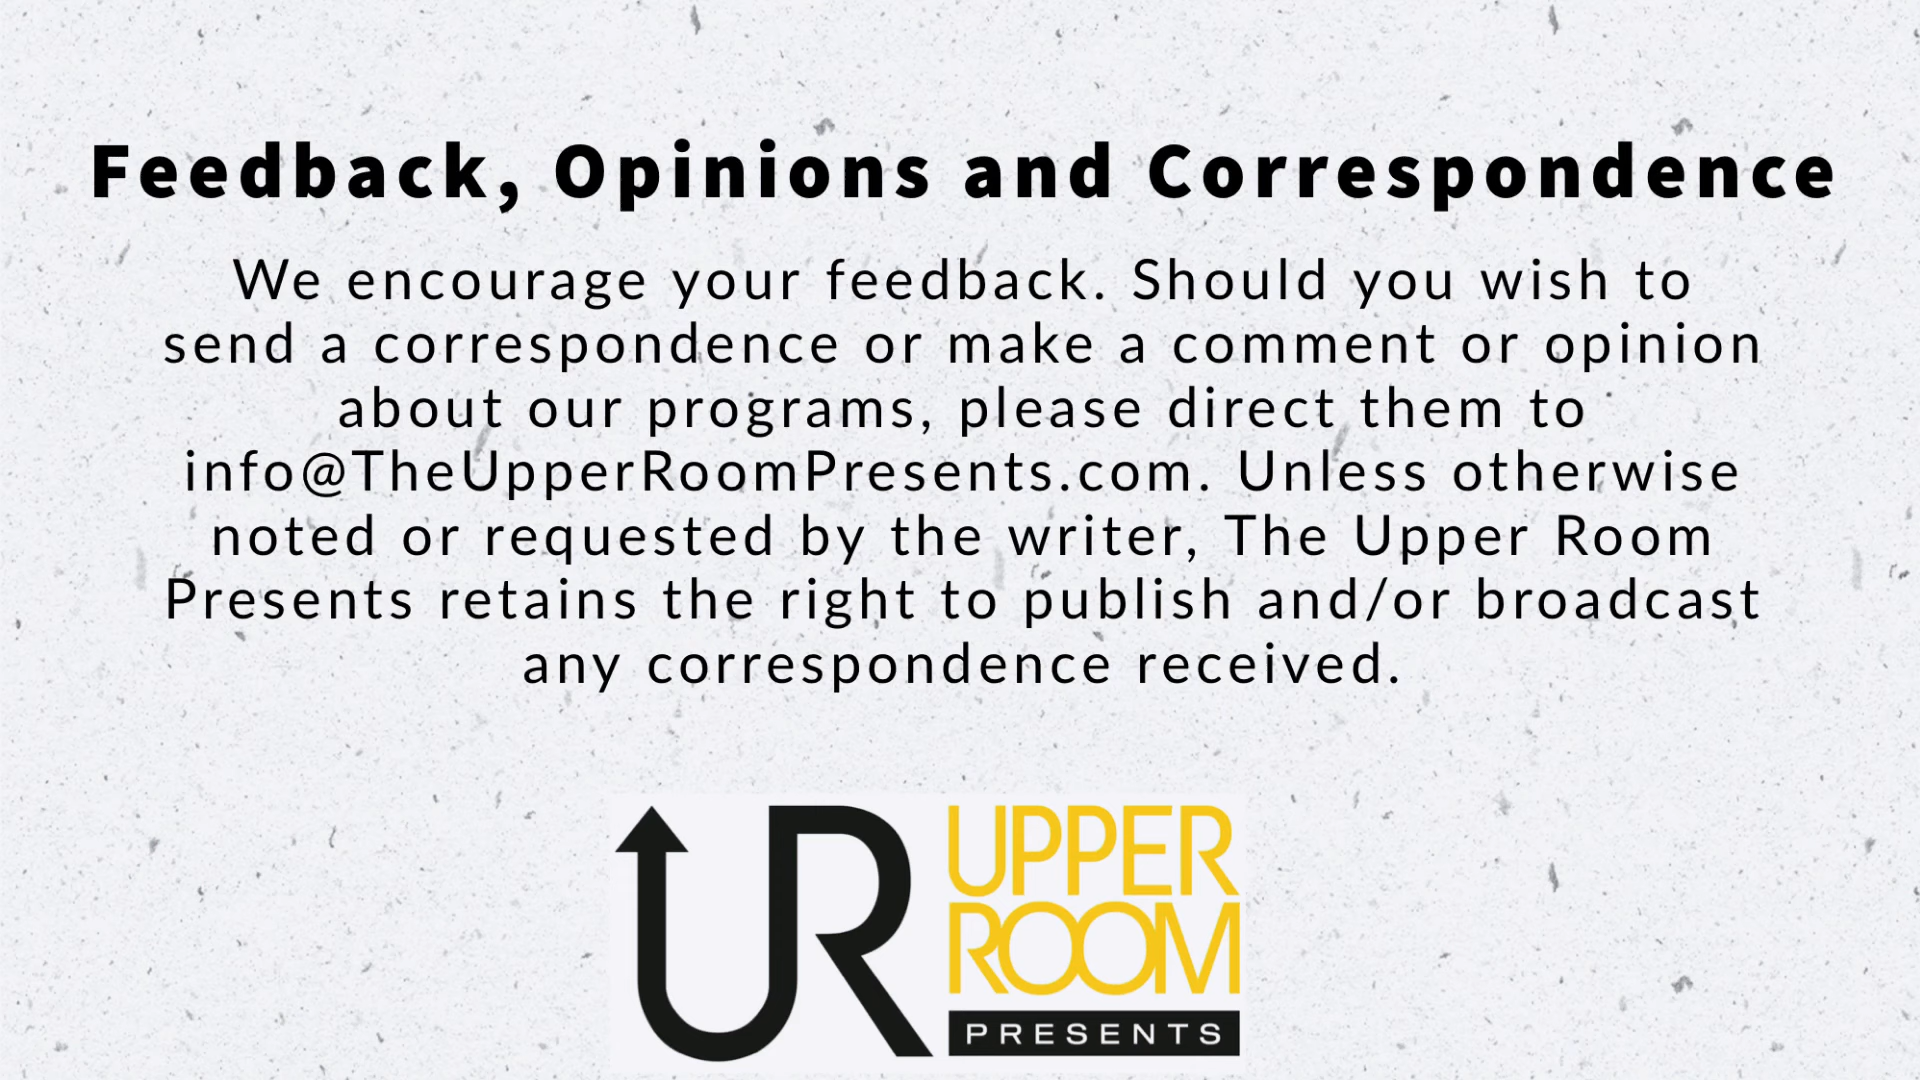 Feedback, Opinions and Correspondence
We encourage your feedback. Should you wish to
send a correspondence or make a comment or opinion
about our programs, please direct them to
info@TheUpperRoomPresents.com. Unless otherwise
noted or requested by the writer, The Upper Room
Presents retains the right to publish and/or broadcast
any correspondence received.
UR
UPPER
ROOM
PRESENTS